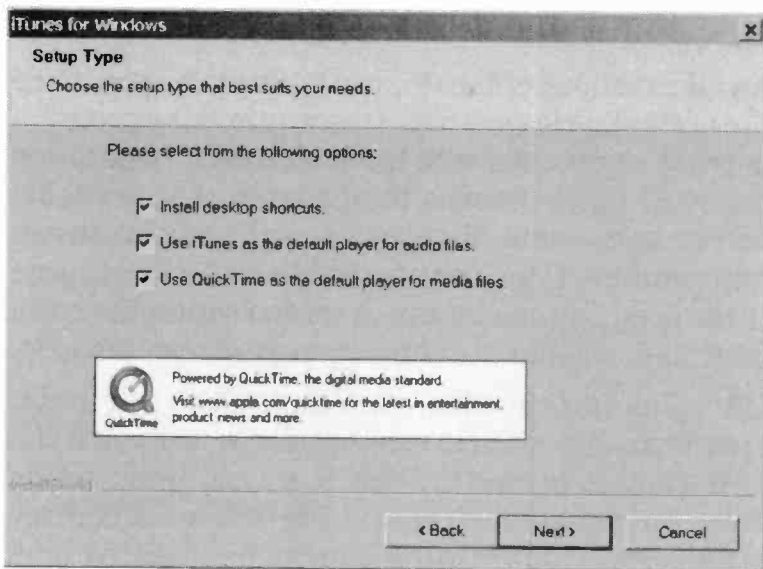 iTunes for Windows
Setup Type
Choose the setup type that best suits your needs.
Please select from the following options:
Install desktop shortcuts.
Use iTunes as the default player for audio files.
Use QuickTime as the default player for media files
Powered by QuickTime, the digital media standard.
Visit www.apple.com/quicktime for the latest in entertainment,
product news and more.
QuickTime
< Back
Next >
Cancel